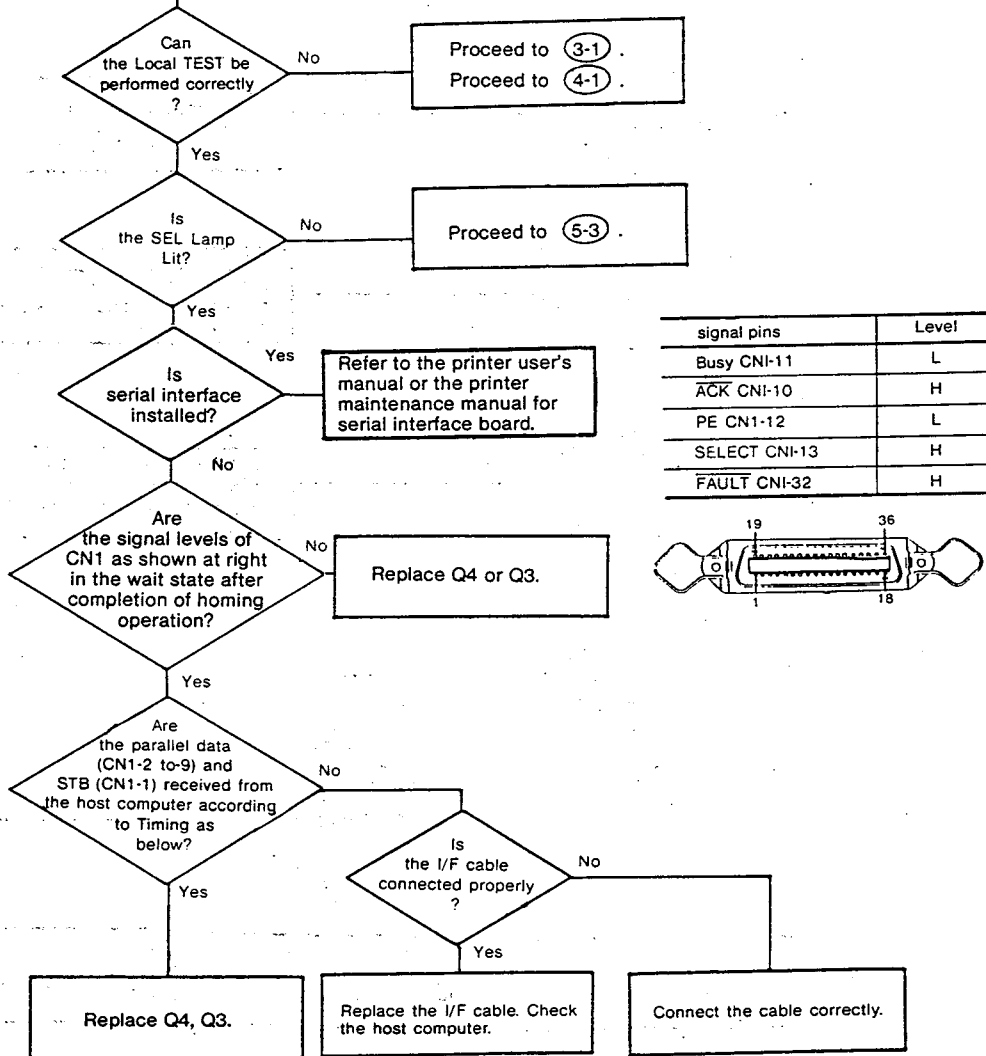 Can
the Local TEST be
performed correctly
?
No
Proceed to 3-1 .
Proceed to 4-1 .
Yes
Is
the SEL Lamp
Lit?
No
Proceed to 5-3 .
Yes
Is
serial interface
installed?
Yes
Refer to the printer user's
manual or the printer
maintenance manual for
serial interface board.
No
signal pins Level
Busy CNI-11 L
ACK CNI-10 H
PE CN1-12 L
SELECT CNI-13 H
FAULT CNI-32 H
19 36
1 18
Are
the signal levels of
CN1 as shown at right
in the wait state after
completion of homing
operation?
No
Replace Q4 or Q3.
Yes
Are
the parallel data
(CN1-2 to-9) and
STB (CN1-1) received from
the host computer according
to Timing as
below?
No
Yes
Is
the I/F cable
connected properly
?
No
Yes
Replace Q4, Q3.
Replace the I/F cable. Check
the host computer.
Connect the cable correctly.